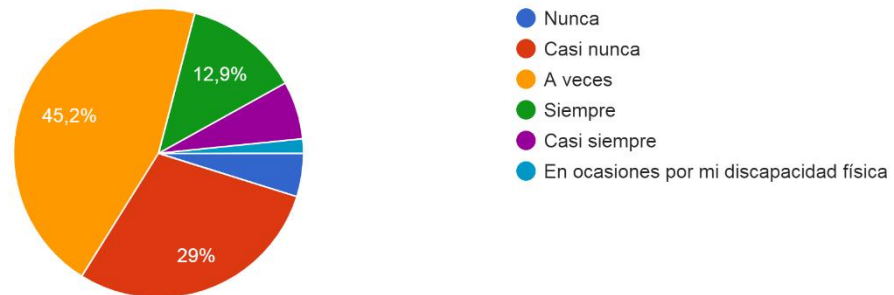 Nunca
Casi nunca
A veces
Siempre
Casi siempre
En ocasiones por mi discapacidad física
12,9%
45,2%
29%